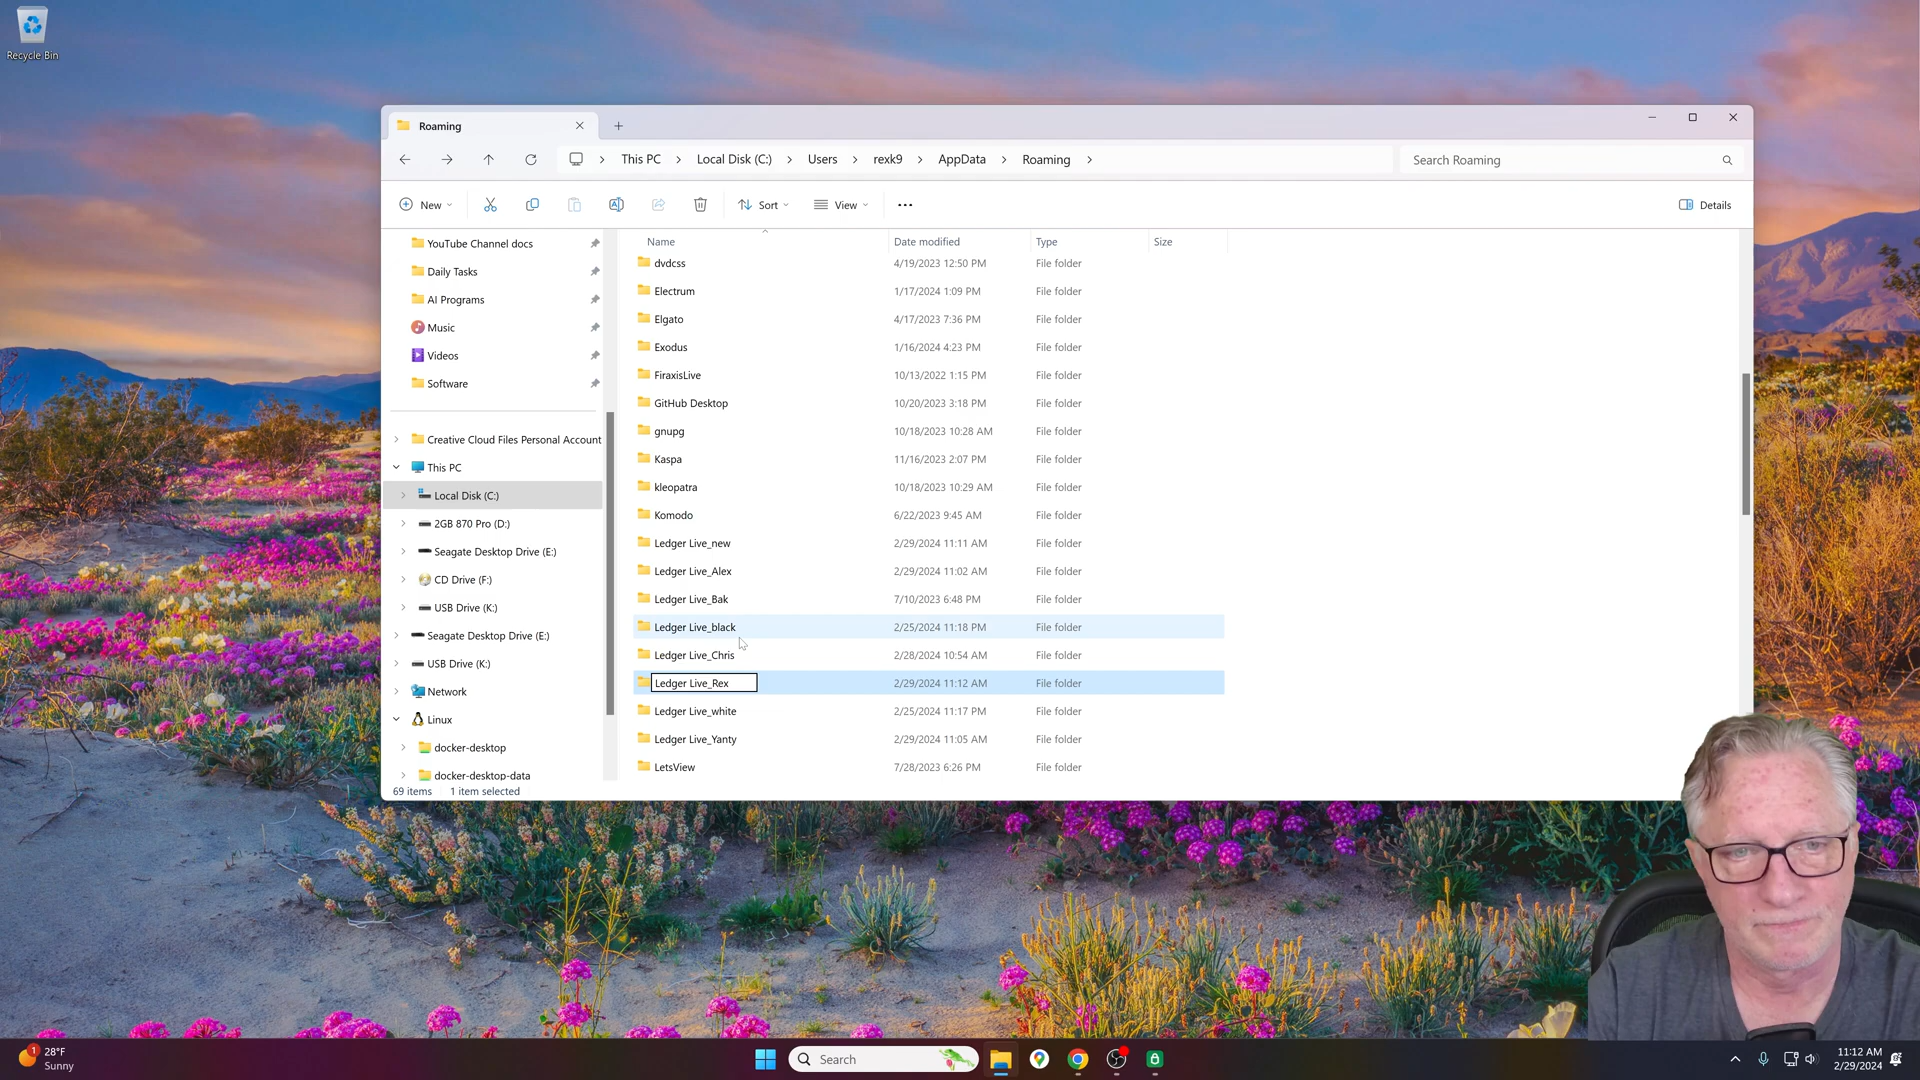 Recycle Bin
Roaming
This PC
Local Disk (C:)
Users
rexk9
AppData
Roaming
Search Roaming
New
Sort
View
Details
YouTube Channel docs
Daily Tasks
AI Programs
Music
Videos
Software
Creative Cloud Files Personal Account
This PC
Local Disk (C:)
2GB 870 Pro (D:)
Seagate Desktop Drive (E:)
CD Drive (F:)
USB Drive (K:)
Seagate Desktop Drive (E:)
USB Drive (K:)
Network
Linux
docker-desktop
docker-desktop-data
Name Date modified Type Size
dvdcss 4/19/2023 12:50 PM File folder
Electrum 1/17/2024 1:09 PM File folder
Elgato 4/17/2023 7:36 PM File folder
Exodus 1/16/2024 4:23 PM File folder
FiraxisLive 10/13/2022 1:15 PM File folder
GitHub Desktop 10/20/2023 3:18 PM File folder
gnupg 10/18/2023 10:28 AM File folder
Kaspa 11/16/2023 2:07 PM File folder
kleopatra 10/18/2023 10:29 AM File folder
Komodo 6/22/2023 9:45 AM File folder
Ledger Live_new 2/29/2024 11:11 AM File folder
Ledger Live_Alex 2/29/2024 11:02 AM File folder
Ledger Live_Bak 7/10/2023 6:48 PM File folder
Ledger Live_black 2/25/2024 11:18 PM File folder
Ledger Live_Chris 2/28/2024 10:54 AM File folder
Ledger Live_Rex 2/29/2024 11:12 AM File folder
Ledger Live_white 2/25/2024 11:17 PM File folder
Ledger Live_Yanty 2/29/2024 11:05 AM File folder
LetsView 7/28/2023 6:26 PM File folder
69 items 1 item selected
1
28°F
Sunny
Search
11:12 AM
2/29/2024